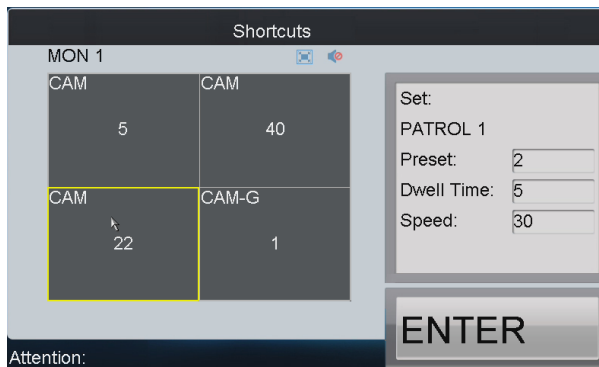 Shortcuts
MON 1
CAM
5
CAM
40
CAM
22
CAM-G
1
Set:
PATROL 1
Preset: 2
Dwell Time: 5
Speed: 30
ENTER
Attention: